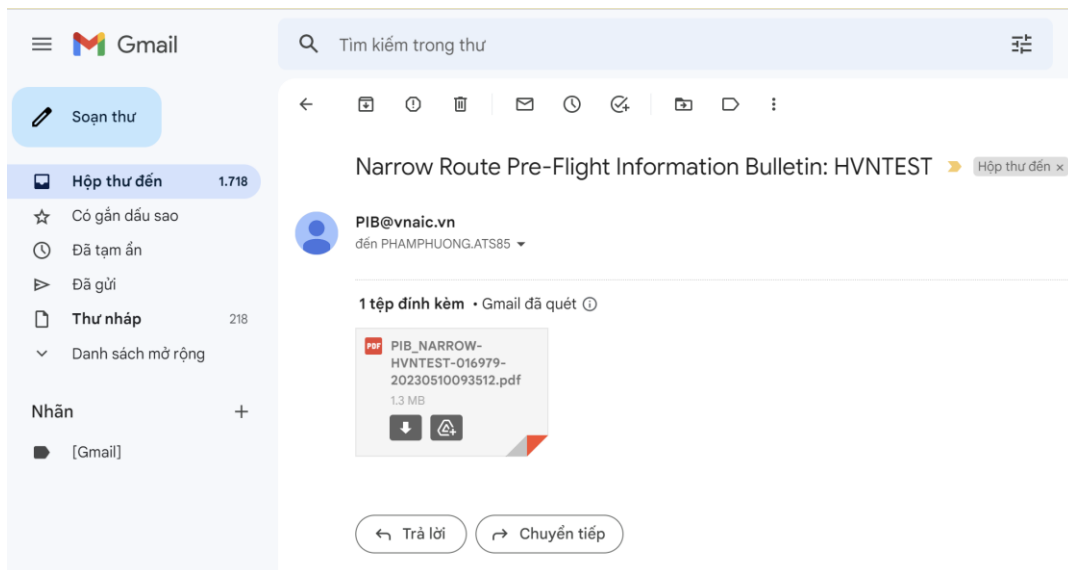 Gmail
Tìm kiếm trong thư
Soạn thư
Hộp thư đến 1.718
Có gắn dấu sao
Đã tạm ẩn
Đã gửi
Thư nháp 218
Danh sách mở rộng
Nhãn
[Gmail]
Narrow Route Pre-Flight Information Bulletin: HVNTEST Hộp thư đến ×
PIB@vnaic.vn
đến PHAMPHUONG.ATS85
1 tệp đính kèm • Gmail đã quét
PDF PIB_NARROW-
HVNTEST-016979-
20230510093512.pdf
1.3 MB
Trả lời
Chuyển tiếp